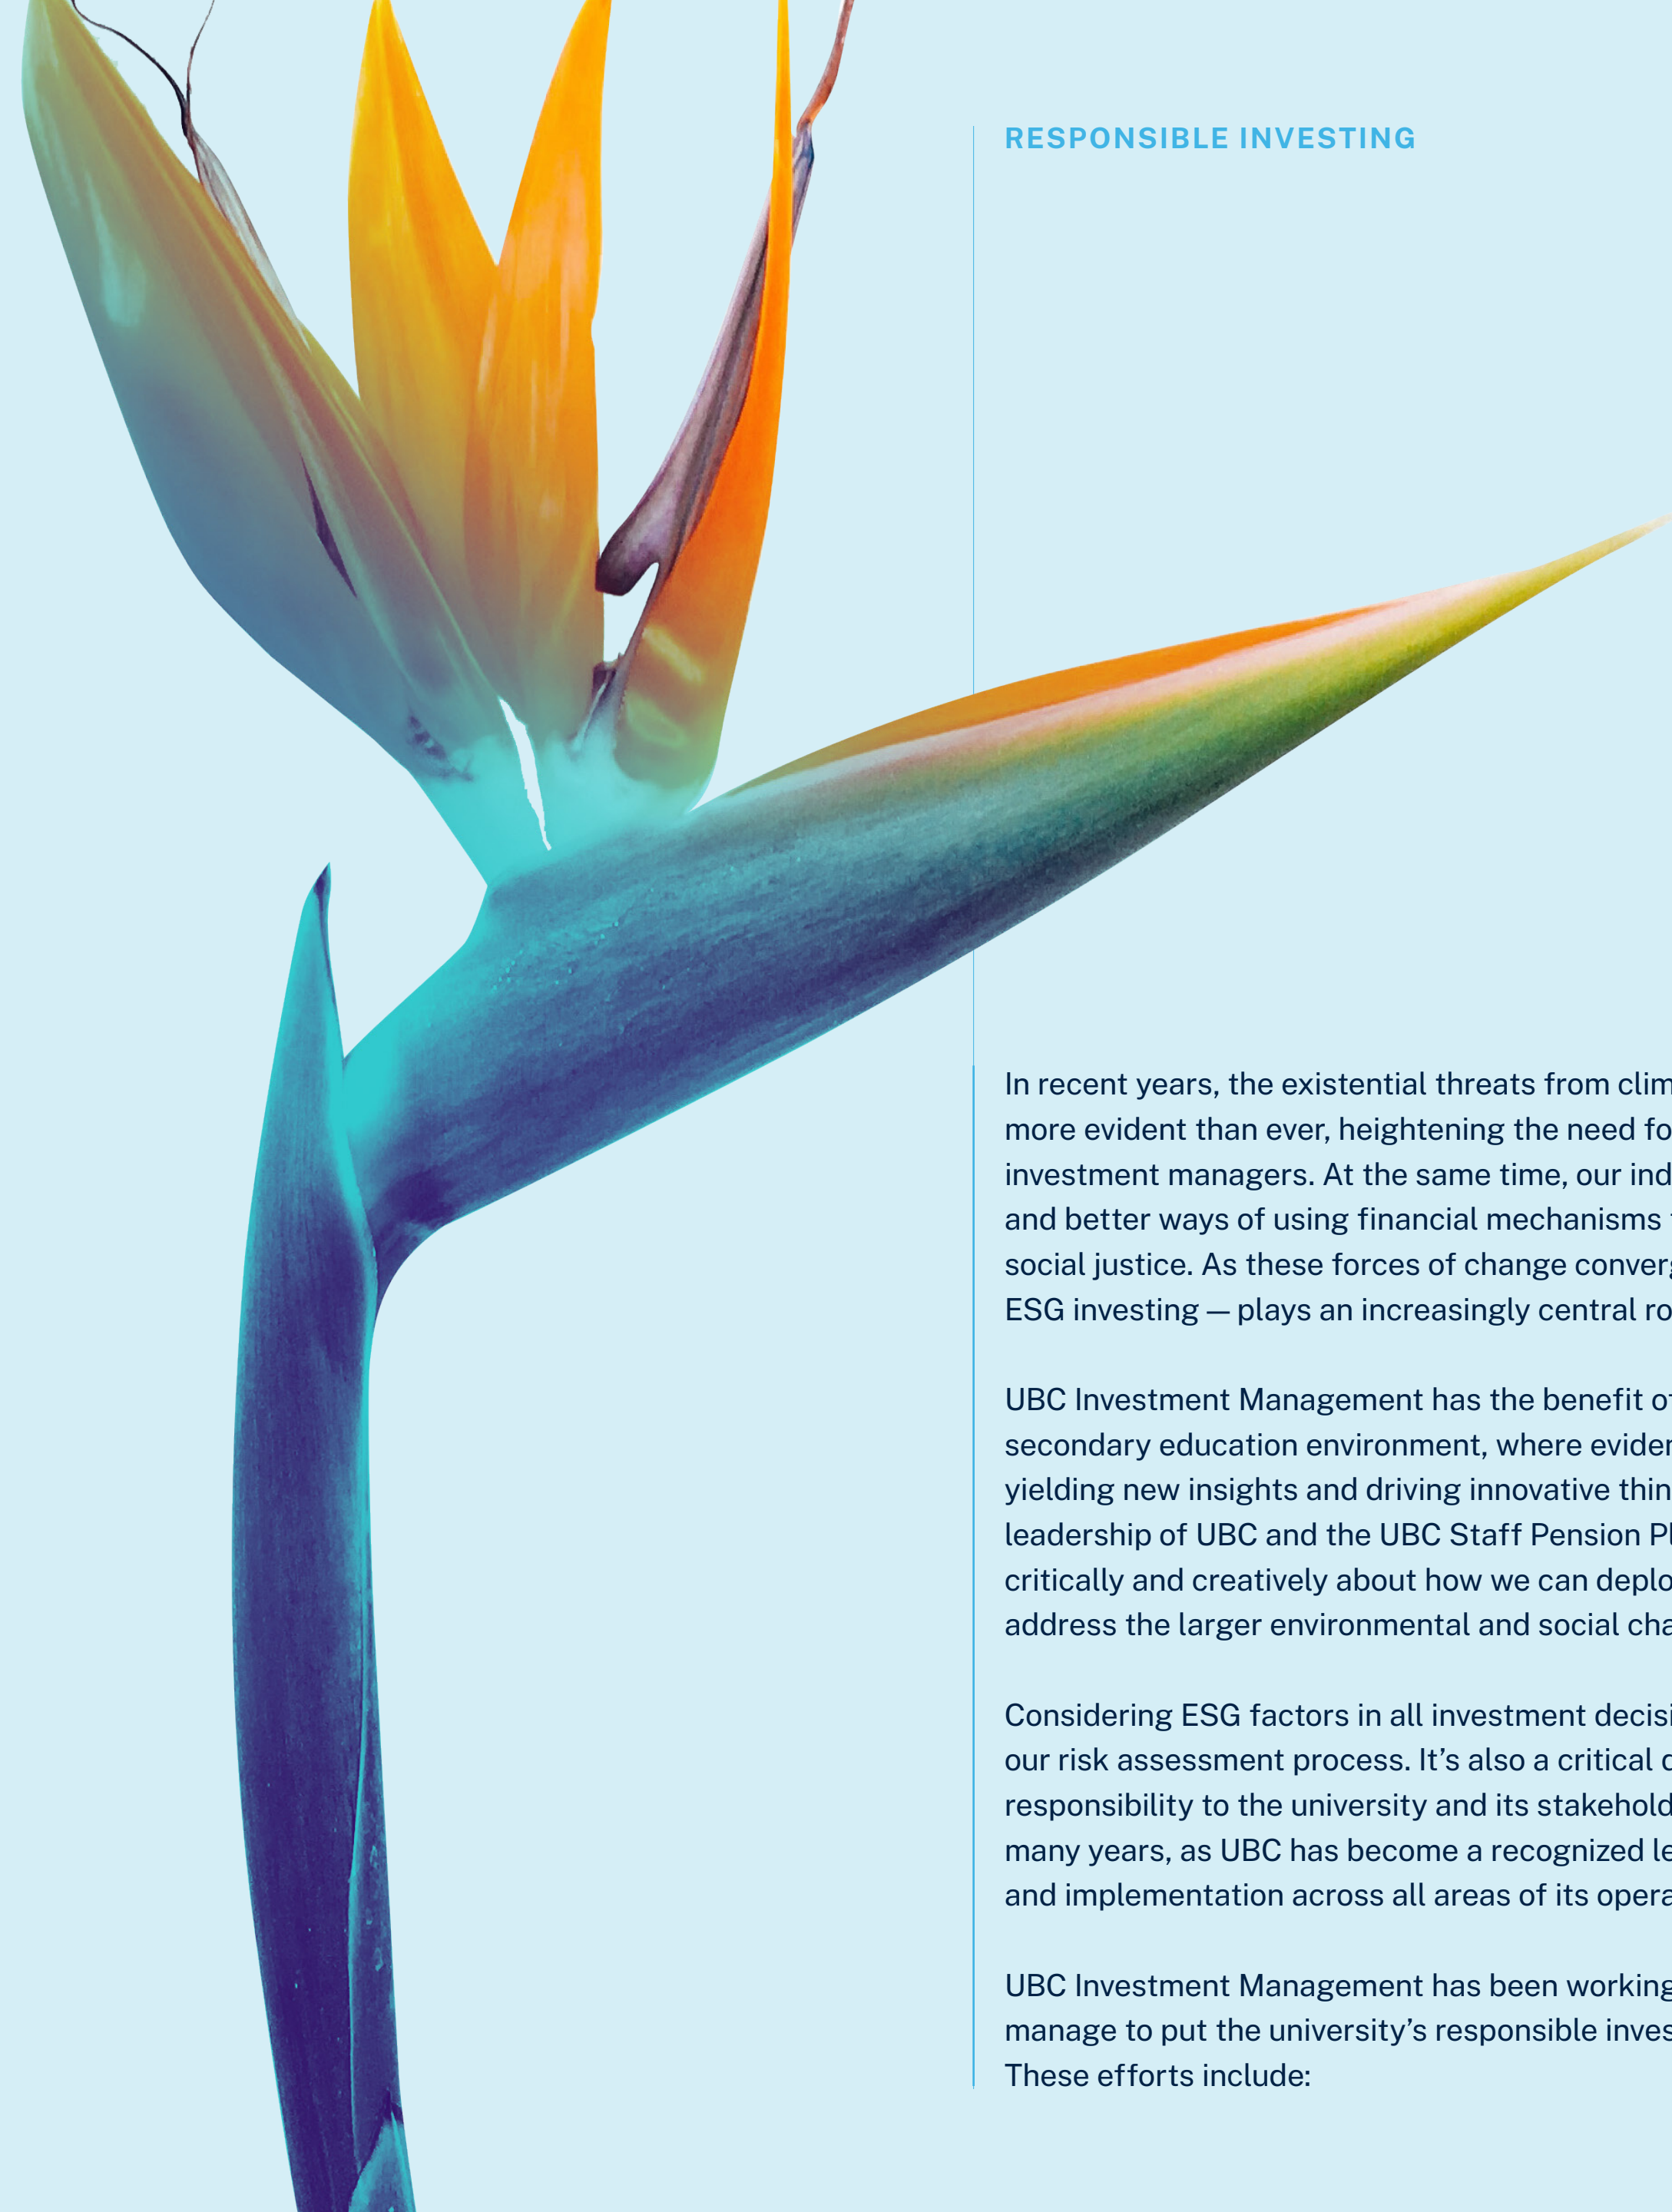 RESPONSIBLE INVESTING
In recent years, the existential threats from
more evident than ever, heightening the need
investment managers. At the same time, our
and better ways of using financial mechanisms
social justice. As these forces of change
ESG investing — plays an increasingly central
UBC Investment Management has the benefit
secondary education environment, where
yielding new insights and driving innovative
leadership of UBC and the UBC Staff Pension
critically and creatively about how we can
address the larger environmental and social
Considering ESG factors in all investment
our risk assessment process. It’s also a critical
responsibility to the university and its
many years, as UBC has become a recognized
and implementation across all areas of its
UBC Investment Management has been working
manage to put the university’s responsible
These efforts include: